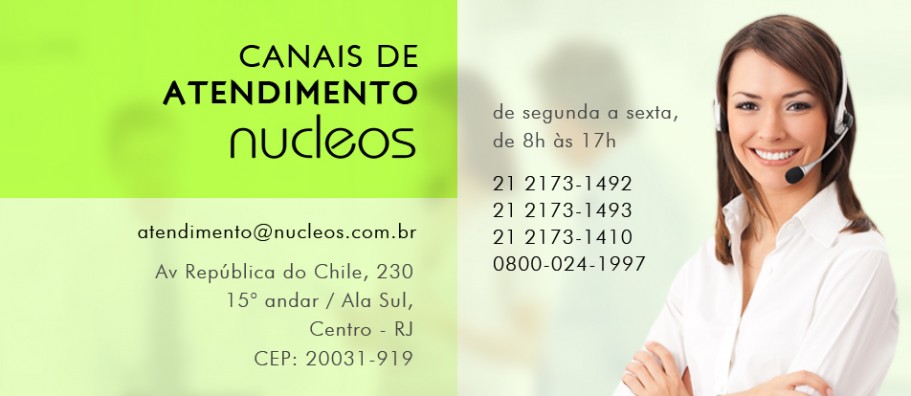 CANAIS DE
ATENDIMENTO
nucleos
atendimento@nucleos.com.br
Av República do Chile, 230
15º andar / Ala Sul,
Centro - RJ
CEP: 20031-919
de segunda a sexta,
de 8h às 17h
21 2173-1492
21 2173-1493
21 2173-1410
0800-024-1997